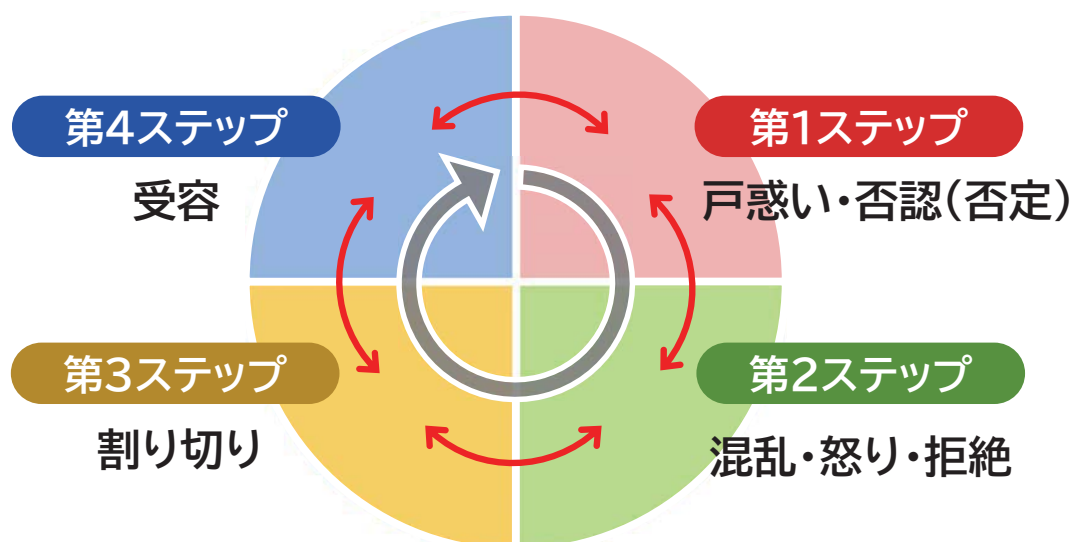 第1ステップ
戸惑い・否認(否定)
第2ステップ
混乱・怒り・拒絶
第3ステップ
割り切り
第4ステップ
受容